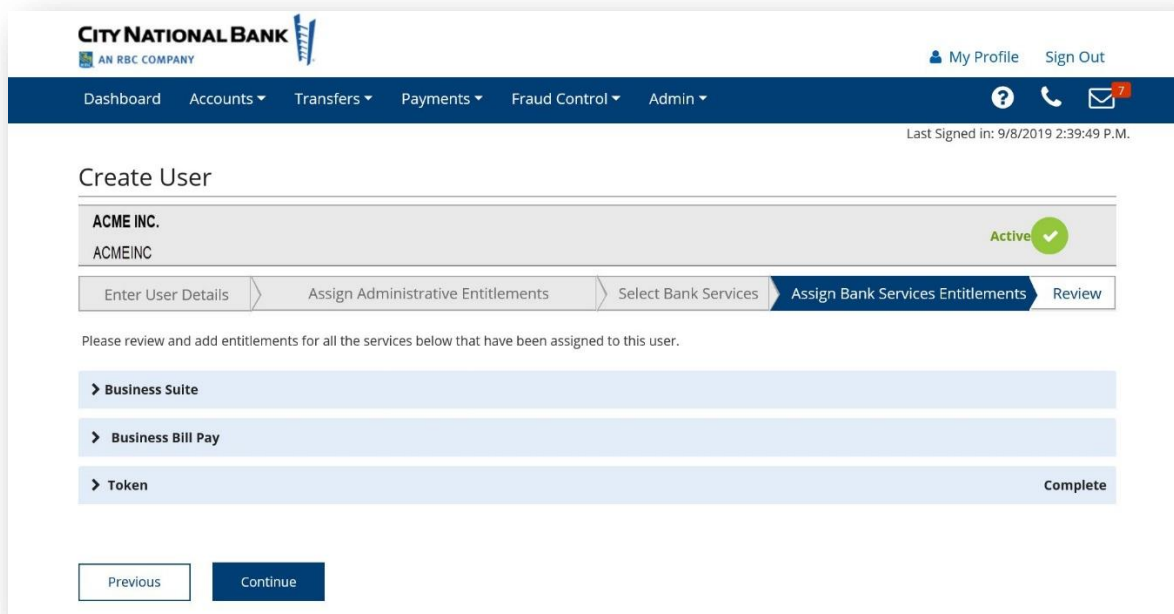 CITY NATIONAL BANK
AN RBC COMPANY
My Profile Sign Out
Dashboard Accounts Transfers Payments Fraud Control Admin ? 7
Last Signed in: 9/8/2019 2:39:49 P.M.
Create User
ACME INC.
Active
ACMEINC
Enter User Details Assign Administrative Entitlements Select Bank Services Assign Bank Services Entitlements Review
Please review and add entitlements for all the services below that have been assigned to this user.
Business Suite
Business Bill Pay
Token Complete
Previous Continue